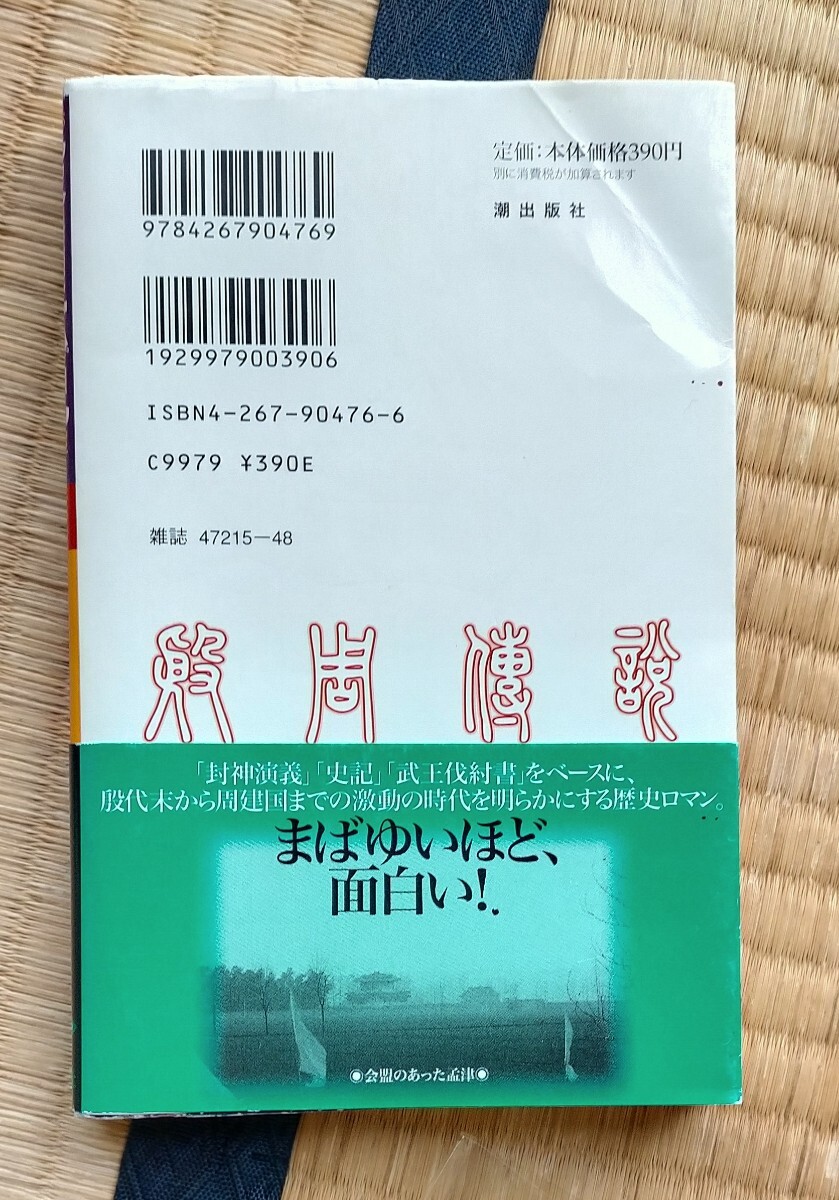 9784267904769
1929979003906
ISBN4-267-90476-6
C9979 ¥390E
雑誌 47215-48
定価:本体価格390円
別に消費税が加算されます
潮出版社
殷周傳説
「封神演義」「史記」「武王伐紂書」をベースに、
殷代末から周建国までの激動の時代を明らかにする歴史ロマン。
まばゆいほど、
面白い!
◉会盟のあった孟津◉